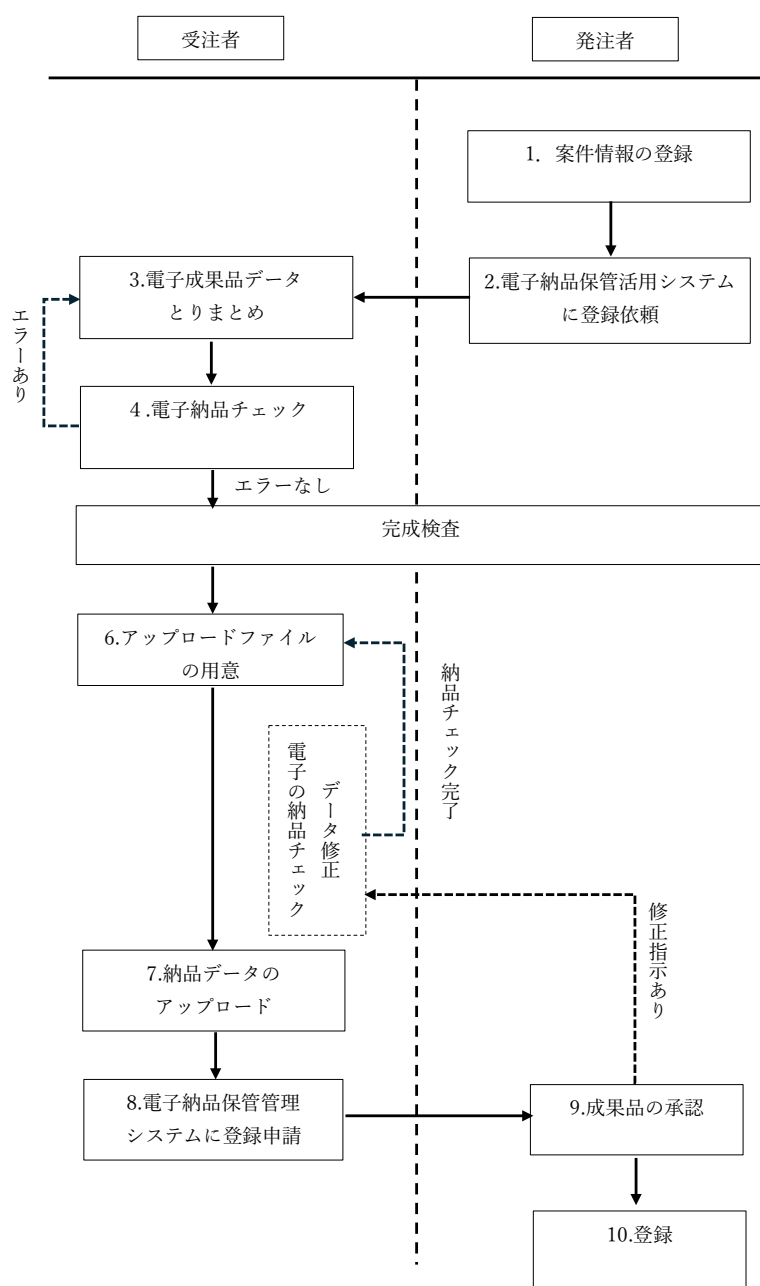 受注者
発注者
1. 案件情報の登録
2.電子納品保管活用システム
に登録依頼
3.電子成果品データ
とりまとめ
エラーあり
４.電子納品チェック
エラーなし
完成検査
6.アップロードファイル
の用意
納品チェック完了
データ修正
電子の納品チェック
修正指示あり
7.納品データの
アップロード
8.電子納品保管管理
システムに登録申請
9.成果品の承認
10.登録